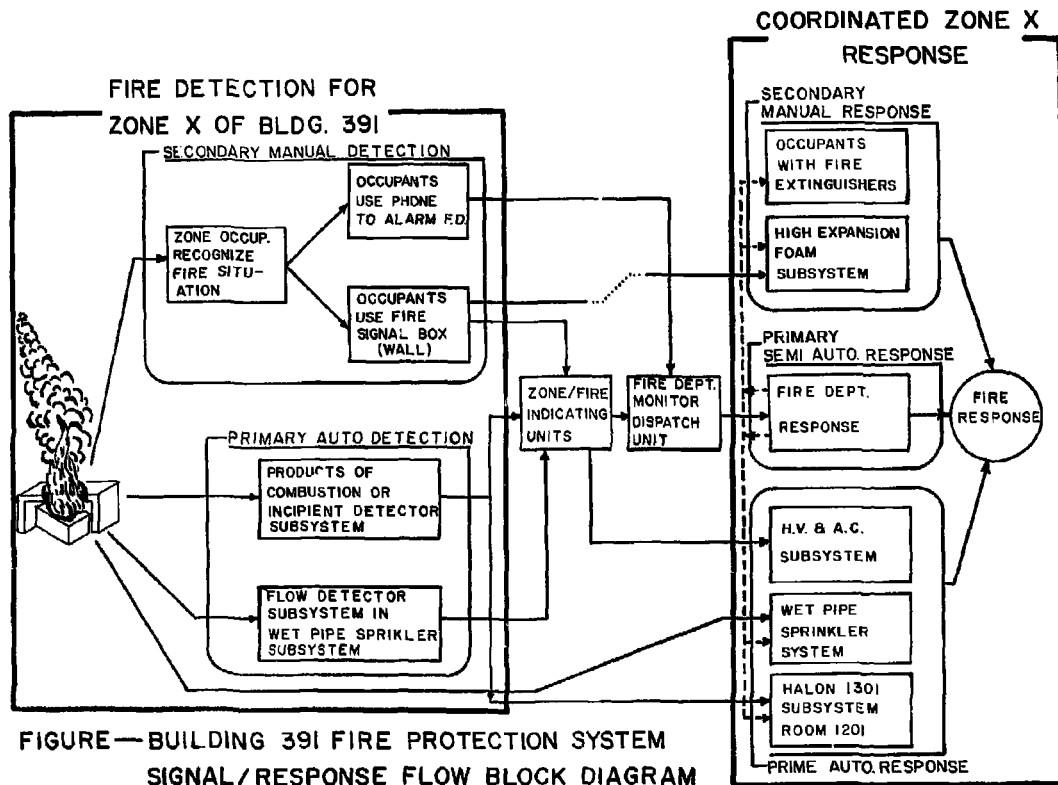 COORDINATED ZONE X
RESPONSE
FIRE DETECTION FOR
ZONE X OF BLDG. 391
SECONDARY MANUAL DETECTION
ZONE OCCUP.
RECOGNIZE
FIRE SITU-
ATION
OCCUPANTS
USE PHONE
TO ALARM F.D.
OCCUPANTS
USE FIRE
SIGNAL BOX
(WALL)
PRIMARY AUTO DETECTION
PRODUCTS OF
COMBUSTION OR
INCIPIENT DETECTOR
SUBSYSTEM
FLOW DETECTOR
SUBSYSTEM IN
WET PIPE SPRIKLER
SUBSYSTEM
ZONE/FIRE
INDICATING
UNITS
FIRE DEPT.
MONITOR
DISPATCH
UNIT
SECONDARY
MANUAL RESPONSE
OCCUPANTS
WITH FIRE
EXTINGUISHERS
HIGH EXPANSION
FOAM
SUBSYSTEM
PRIMARY
SEMI AUTO. RESPONSE
FIRE DEPT.
RESPONSE
FIRE
RESPONSE
H.V. & A.C.
SUBSYSTEM
WET PIPE
SPRINKLER
SYSTEM
HALON 1301
SUBSYSTEM
ROOM 1201
PRIME AUTO. RESPONSE
FIGURE — BUILDING 391 FIRE PROTECTION SYSTEM
SIGNAL/RESPONSE FLOW BLOCK DIAGRAM